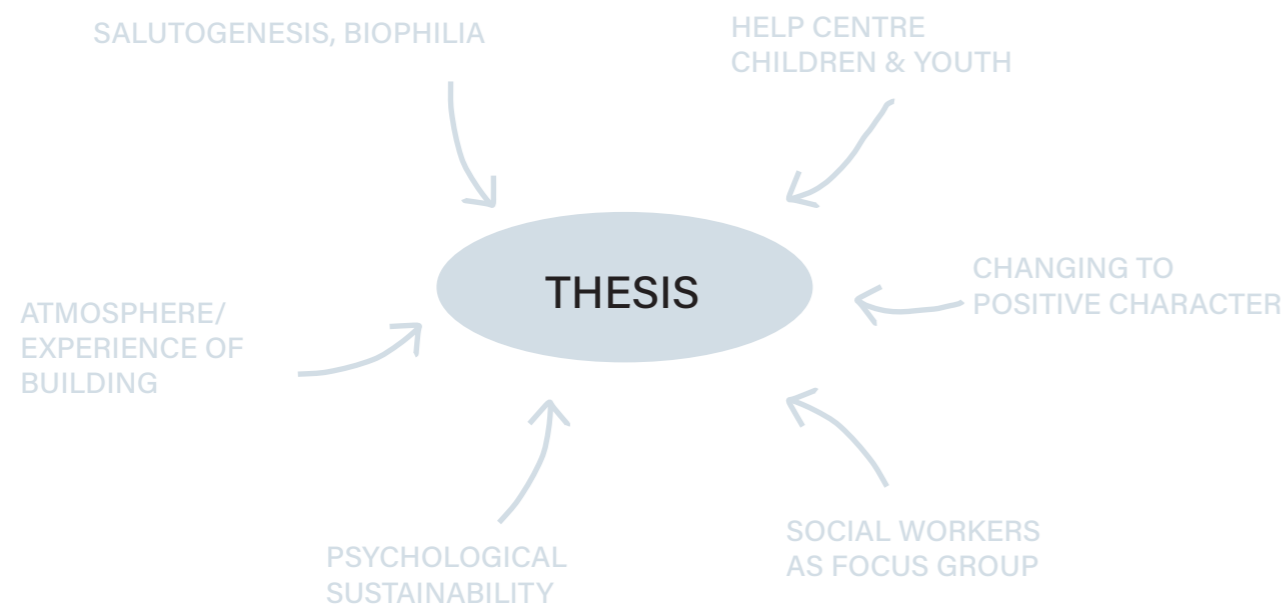 SALUTOGENESIS, BIOPHILIA
HELP CENTRE
CHILDREN & YOUTH
THESIS
CHANGING TO
POSITIVE CHARACTER
ATMOSPHERE/
EXPERIENCE OF
BUILDING
SOCIAL WORKERS
AS FOCUS GROUP
PSYCHOLOGICAL
SUSTAINABILITY